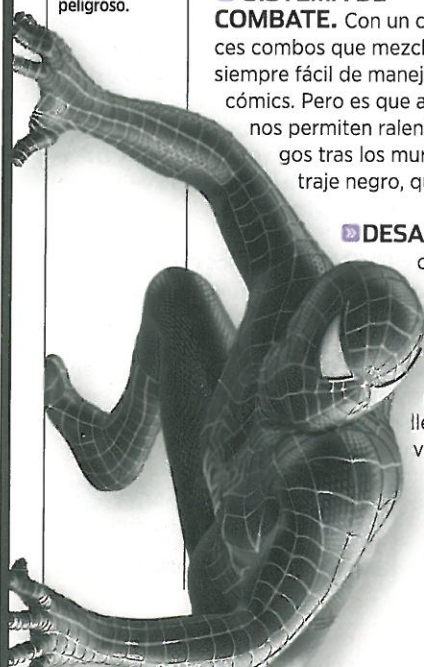 peligroso.
COMBATE. Con un c
ces combos que mezcl
siempre fácil de manej
cómics. Pero es que a
nos permiten ralen
gos tras los mur
traje negro, qu
DESA
c
lle
v